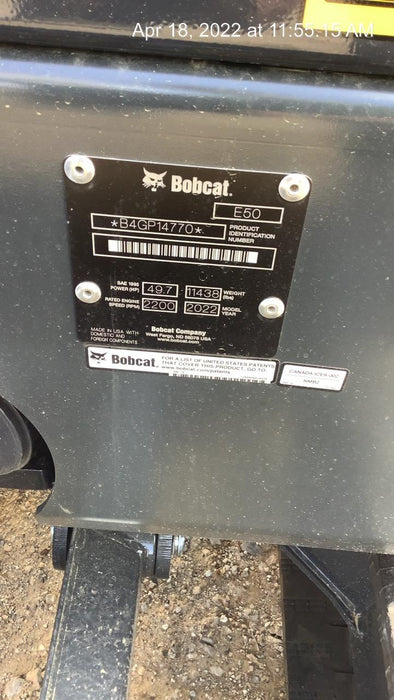 Apr 18, 2022 at 11:55:15 AM
Bobcat.
E50
*B4GP14770*
PRODUCT
IDENTIFICATION
NUMBER
SAE 1995
POWER (HP) 49.7 11438 WEIGHT
(lbs)
RATED ENGINE
SPEED (RPM) 2200 2022 MODEL
YEAR
MADE IN USA WITH
DOMESTIC AND
FOREIGN COMPONENTS
Bobcat Company
West Fargo, ND 58078 USA
www.bobcat.com
Bobcat.
FOR A LIST OF UNITED STATES PATENTS
THAT COVER THIS PRODUCT, GO TO
www.bobcat.com/patents
CANADA ICES-002
NMB2